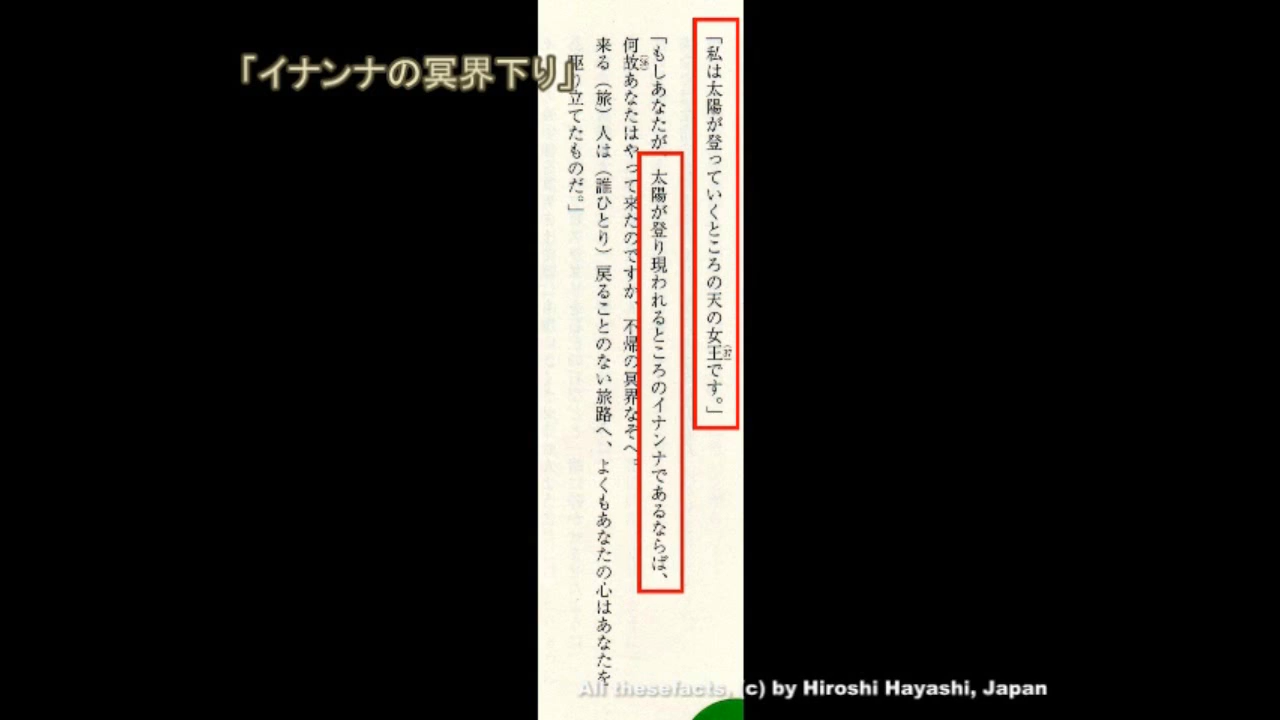 『イナンナの冥界下り』
「私は太陽が登っていくところの天の女王(37)です。」
「もしあなたが、太陽が登り現われるところのイナンナであるならば、
何故(38)あなたはやって来たのですか、不帰の冥界なぞへ。
来る(旅)人は(誰ひとり)戻ることのない旅路へ、よくもあなたの心はあなたを
駆り立てたものだ。」
All thesefacts, (c) by Hiroshi Hayashi, Japan